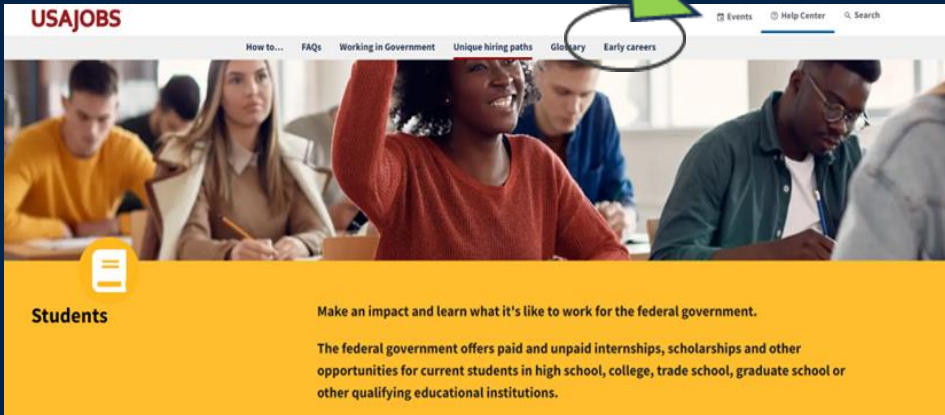 USAJOBS
Events Help Center Search
How to... FAQs Working in Government Unique hiring paths Glossary Early careers
Students
Make an impact and learn what it's like to work for the federal government.
The federal government offers paid and unpaid internships, scholarships and other
opportunities for current students in high school, college, trade school, graduate school or
other qualifying educational institutions.